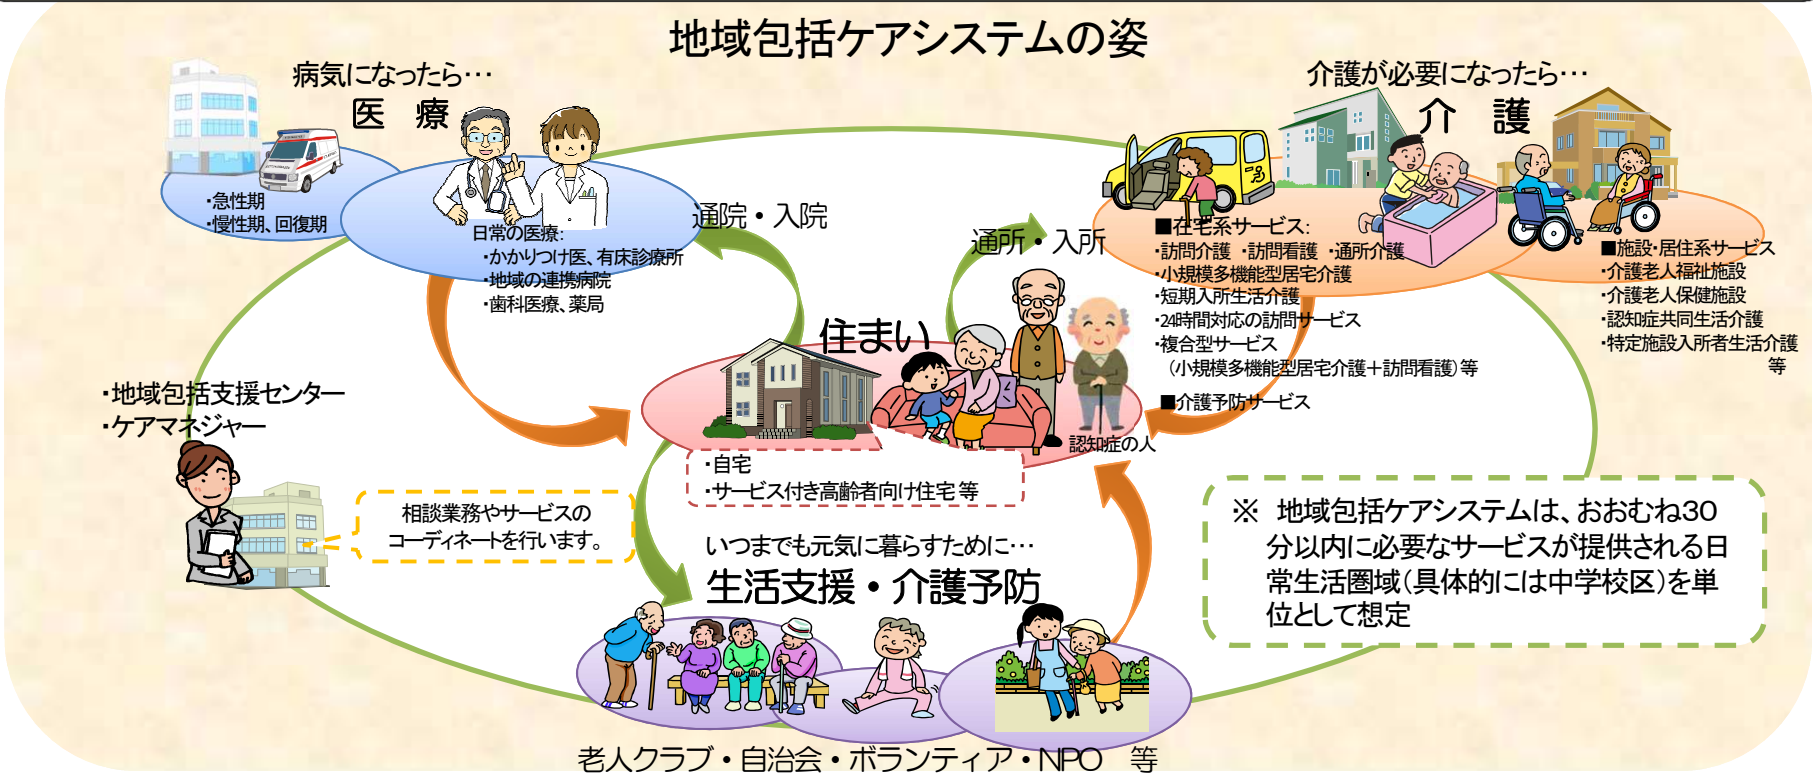 地域包括ケアシステムの姿
病気になったら…
医 療
・急性期
・慢性期、回復期
日常の医療:
・かかりつけ医、有床診療所
・地域の連携病院
・歯科医療、薬局
通院・入院
通所・入所
介護が必要になったら…
介 護
■在宅系サービス:
・訪問介護 ・訪問看護 ・通所介護
・小規模多機能型居宅介護
・短期入所生活介護
・24時間対応の訪問サービス
・複合型サービス
（小規模多機能型居宅介護＋訪問看護）等
■介護予防サービス
■施設・居住系サービス
・介護老人福祉施設
・介護老人保健施設
・認知症共同生活介護
・特定施設入所者生活介護
等
住まい
認知症の人
・自宅
・サービス付き高齢者向け住宅 等
・地域包括支援センター
・ケアマネジャー
相談業務やサービスの
コーディネートを行います。
いつまでも元気に暮らすために…
生活支援・介護予防
老人クラブ・自治会・ボランティア・NPO 等
※ 地域包括ケアシステムは、おおむね30
分以内に必要なサービスが提供される日
常生活圏域（具体的には中学校区）を単
位として想定